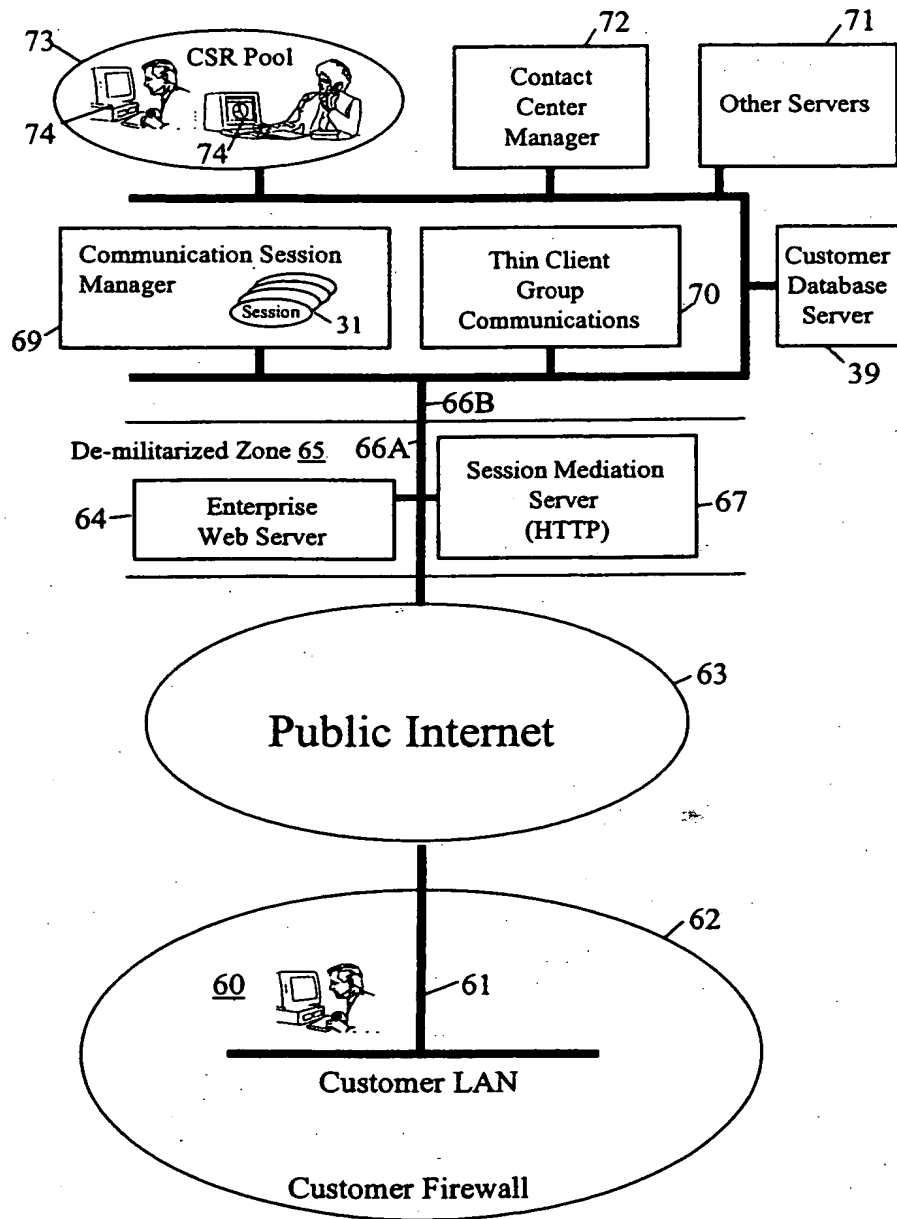 73
CSR Pool
74
74
72
Contact
Center
Manager
71
Other Servers
Communication Session
Manager
Session
31
69
Thin Client
Group
Communications
70
Customer
Database
Server
39
66B
De-militarized Zone 65
66A
64
Enterprise
Web Server
Session Mediation
Server
(HTTP)
67
63
Public Internet
62
60
61
Customer LAN
Customer Firewall